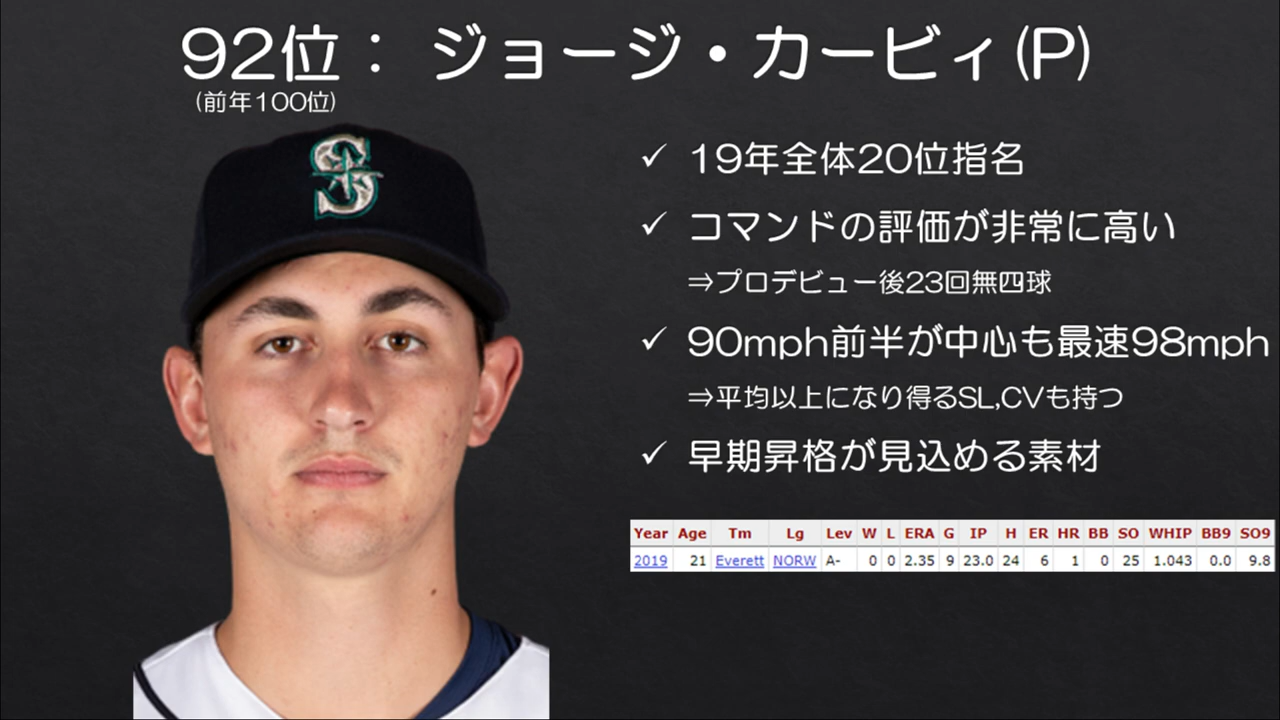 92位： ジョージ・カービィ(P)
(前年100位)
S
✓ 19年全体20位指名
✓ コマンドの評価が非常に高い
⇒プロデビュー後23回無四球
✓ 90mph前半が中心も最速98mph
⇒平均以上になり得るSL,CVも持つ
✓ 早期昇格が見込める素材
Year Age Tm Lg Lev W L ERA G IP H ER HR BB SO WHIP BB9 SO9
2019 21 Everett NORW A- 0 0 2.35 9 23.0 24 6 1 0 25 1.043 0.0 9.8